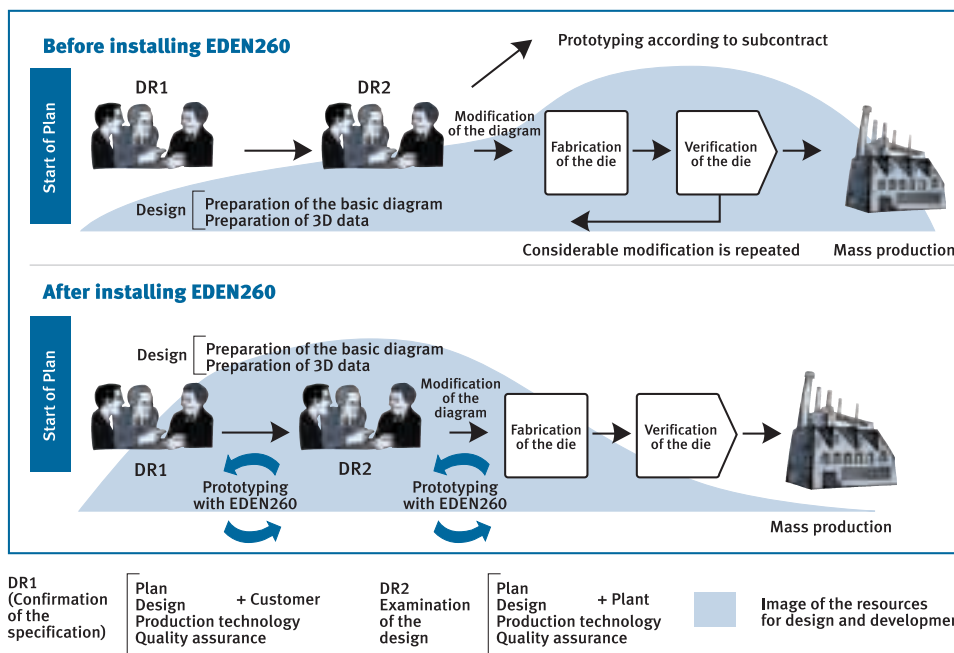 Before installing EDEN260
Prototyping according to subcontract
Start of Plan
DR1
DR2
Modification
of the diagram
Fabrication
of the die
Verification
of the die
Design
Preparation of the basic diagram
Preparation of 3D data
Considerable modification is repeated
Mass production
After installing EDEN260
Start of Plan
Design
Preparation of the basic diagram
Preparation of 3D data
Modification
of the
diagram
Fabrication
of the die
Verification
of the die
DR1
DR2
Prototyping
with EDEN260
Prototyping
with EDEN260
Mass production
DR1
(Confirmation
of the
specification)
Plan
Design
Production technology
Quality assurance
+ Customer
DR2
Examination
of the
design
Plan
Design
Production technology
Quality assurance
+ Plant
Image of the resources
for design and developmen